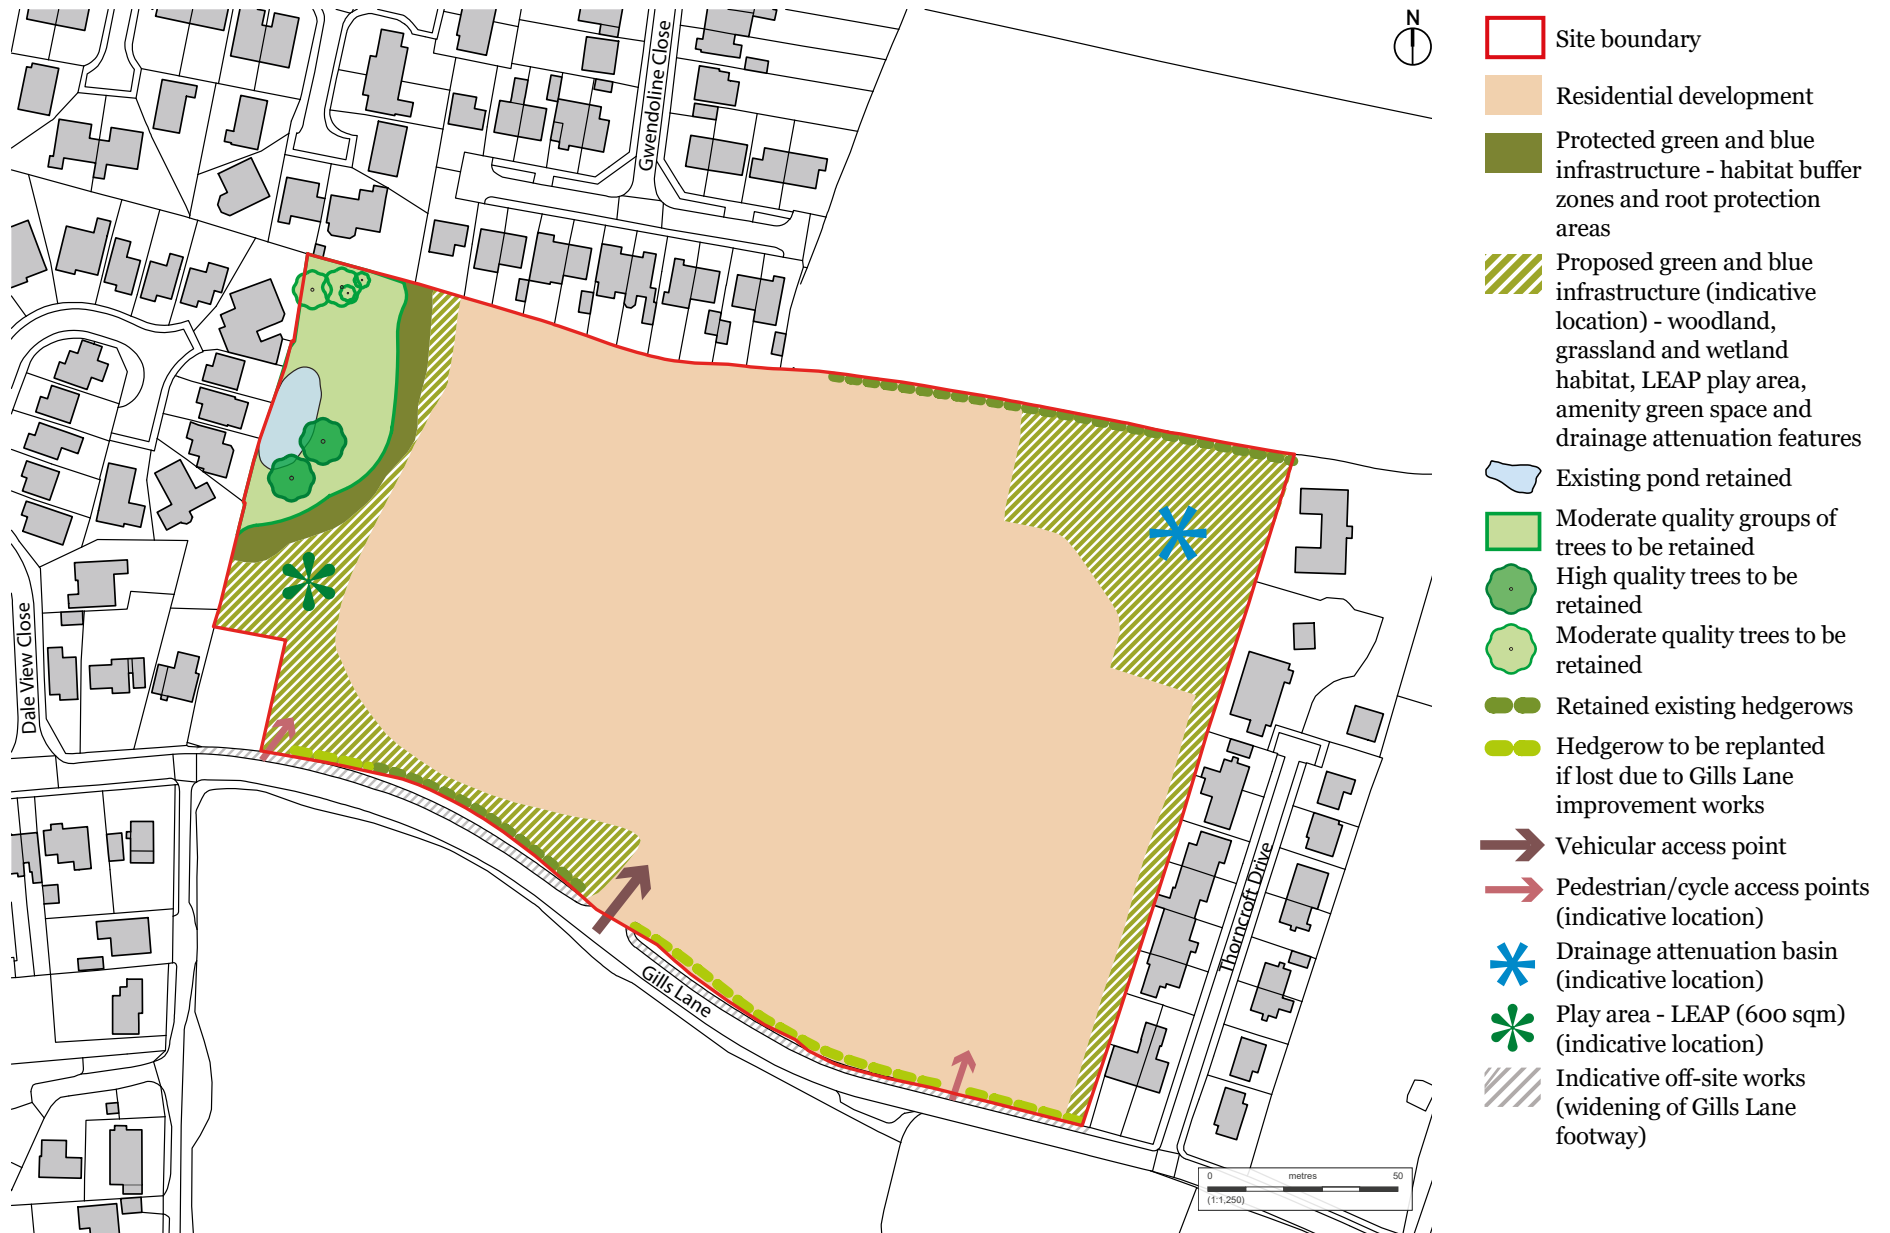 Gwendoline Close
N
Dale View Close
Gills Lane
Thorncroft Drive
0 metres 50
(1:1,250)
Site boundary
Residential development
Protected green and blue
infrastructure - habitat buffer
zones and root protection
areas
Proposed green and blue
infrastructure (indicative
location) - woodland,
grassland and wetland
habitat, LEAP play area,
amenity green space and
drainage attenuation features
Existing pond retained
Moderate quality groups of
trees to be retained
High quality trees to be
retained
Moderate quality trees to be
retained
Retained existing hedgerows
Hedgerow to be replanted
if lost due to Gills Lane
improvement works
Vehicular access point
Pedestrian/cycle access points
(indicative location)
Drainage attenuation basin
(indicative location)
Play area - LEAP (600 sqm)
(indicative location)
Indicative off-site works
(widening of Gills Lane
footway)